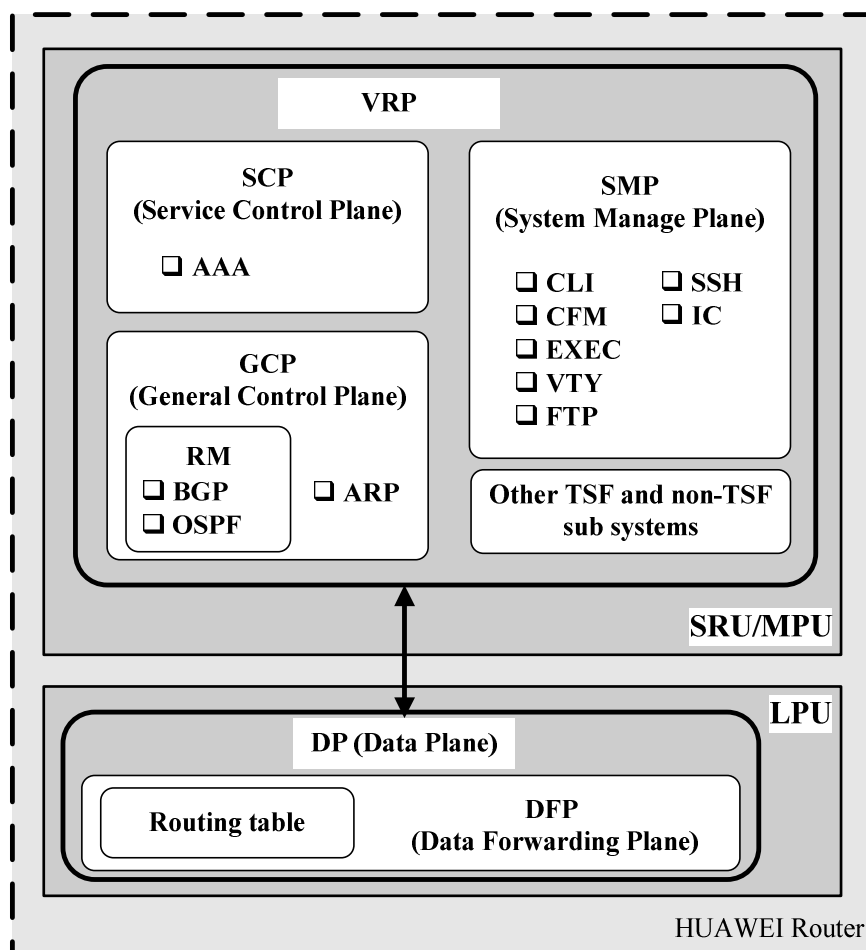 VRP
SCP
(Service Control Plane)
❑ AAA
SMP
(System Manage Plane)
❑ CLI
❑ CFM
❑ EXEC
❑ VTY
❑ FTP
❑ SSH
❑ IC
GCP
(General Control Plane)
RM
❑ BGP
❑ OSPF
❑ ARP
Other TSF and non-TSF
sub systems
SRU/MPU
LPU
DP (Data Plane)
Routing table
DFP
(Data Forwarding Plane)
HUAWEI Router